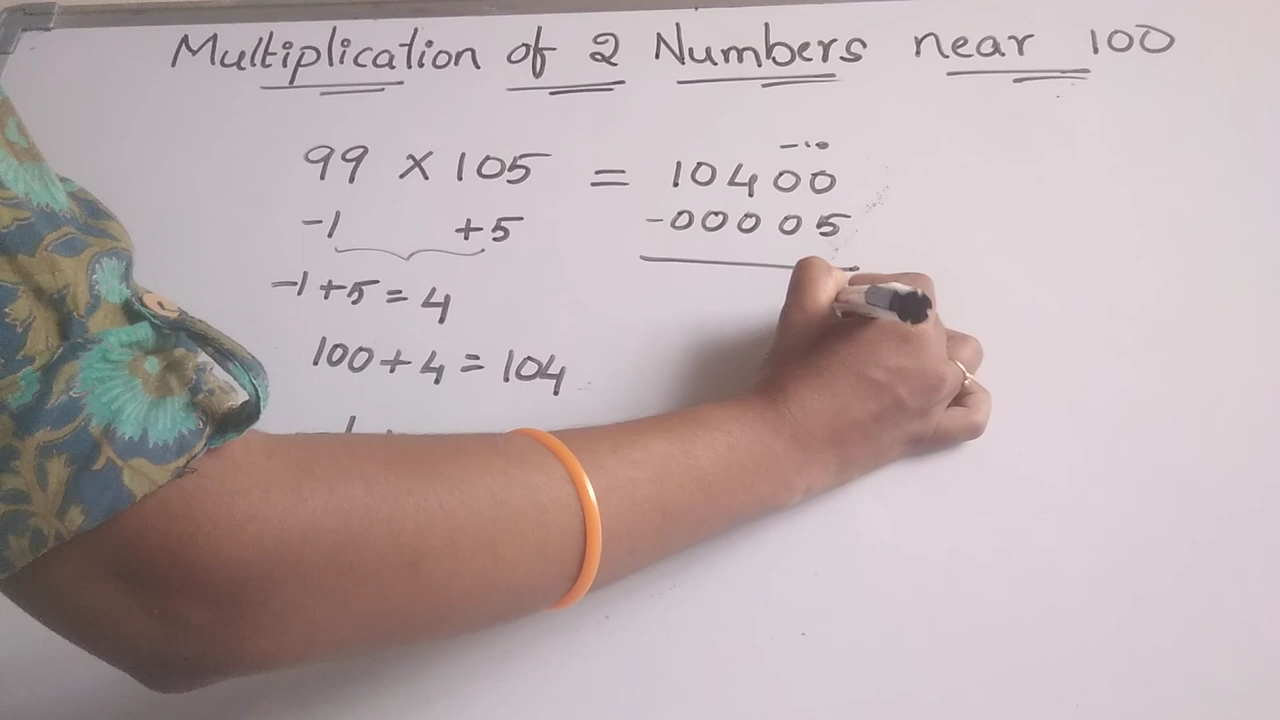 Multiplication of 2 Numbers near 100
99 × 105 = 10400
-1 +5
-00005
-1+5=4
100+4=104